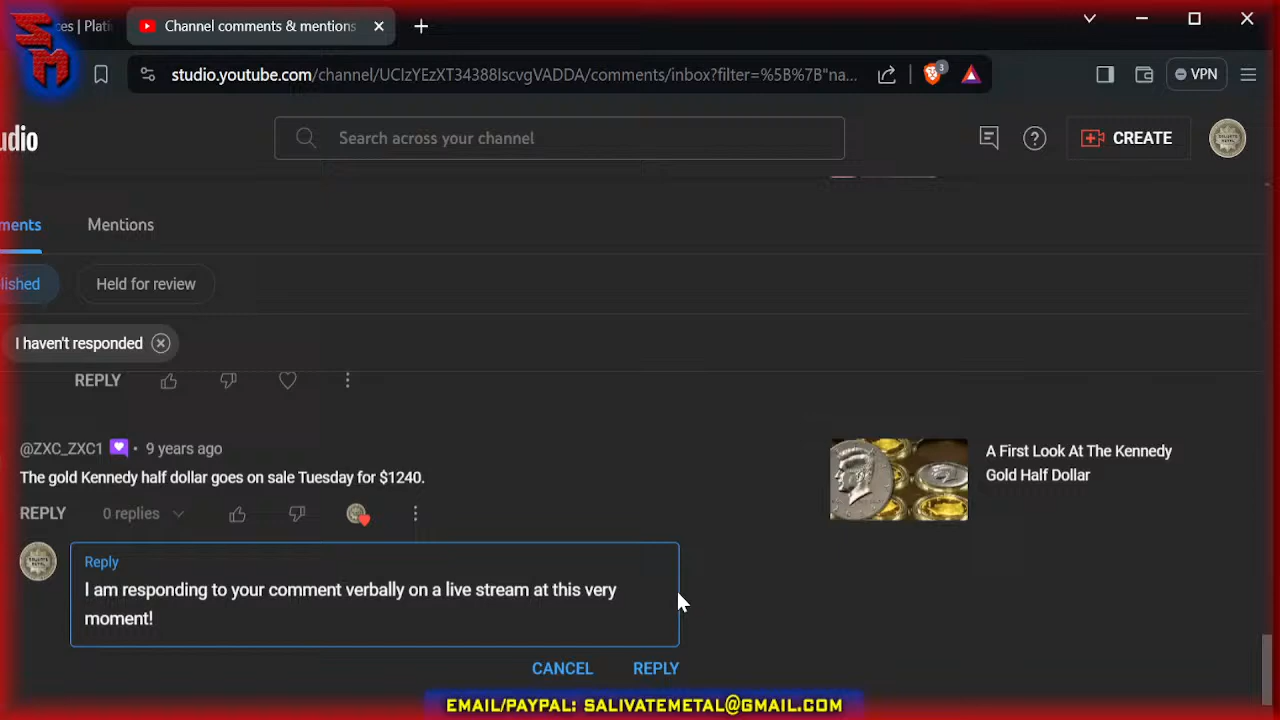 SM
ces | Plati
Channel comments & mentions
studio.youtube.com/channel/UCIzYEzXT34388IscvgVADDA/comments/inbox?filter=%5B%7B"na...
3
VPN
udio
Search across your channel
CREATE
ments
Mentions
lished
Held for review
I haven't responded
REPLY
@ZXC_ZXC1 • 9 years ago
The gold Kennedy half dollar goes on sale Tuesday for $1240.
A First Look At The Kennedy
Gold Half Dollar
REPLY 0 replies
Reply
I am responding to your comment verbally on a live stream at this very
moment!
CANCEL REPLY
EMAIL/PAYPAL: SALIVATEMETAL@GMAIL.COM